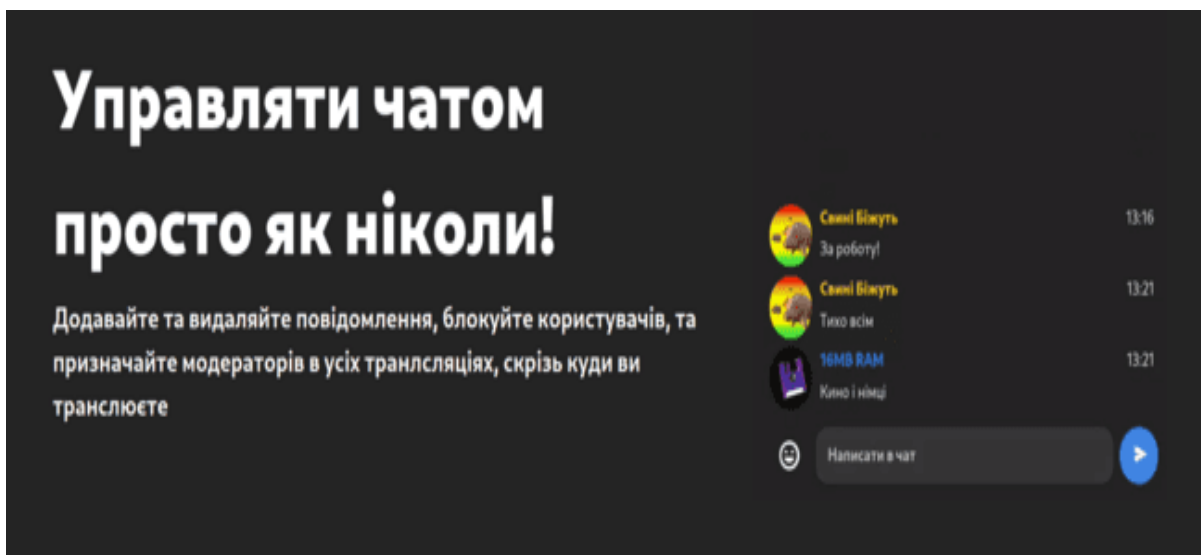 Управляти чатом
просто як ніколи!
Додавайте та видаляйте повідомлення, блокуйте користувачів, та
призначайте модераторів в усіх транлсляціях, скрізь куди ви
транслюєте
Свині Біжуть 13:16
За роботу!
Свині Біжуть 13:21
Тихо всім
16MB RAM 13:21
Кино і німці
Написати в чат